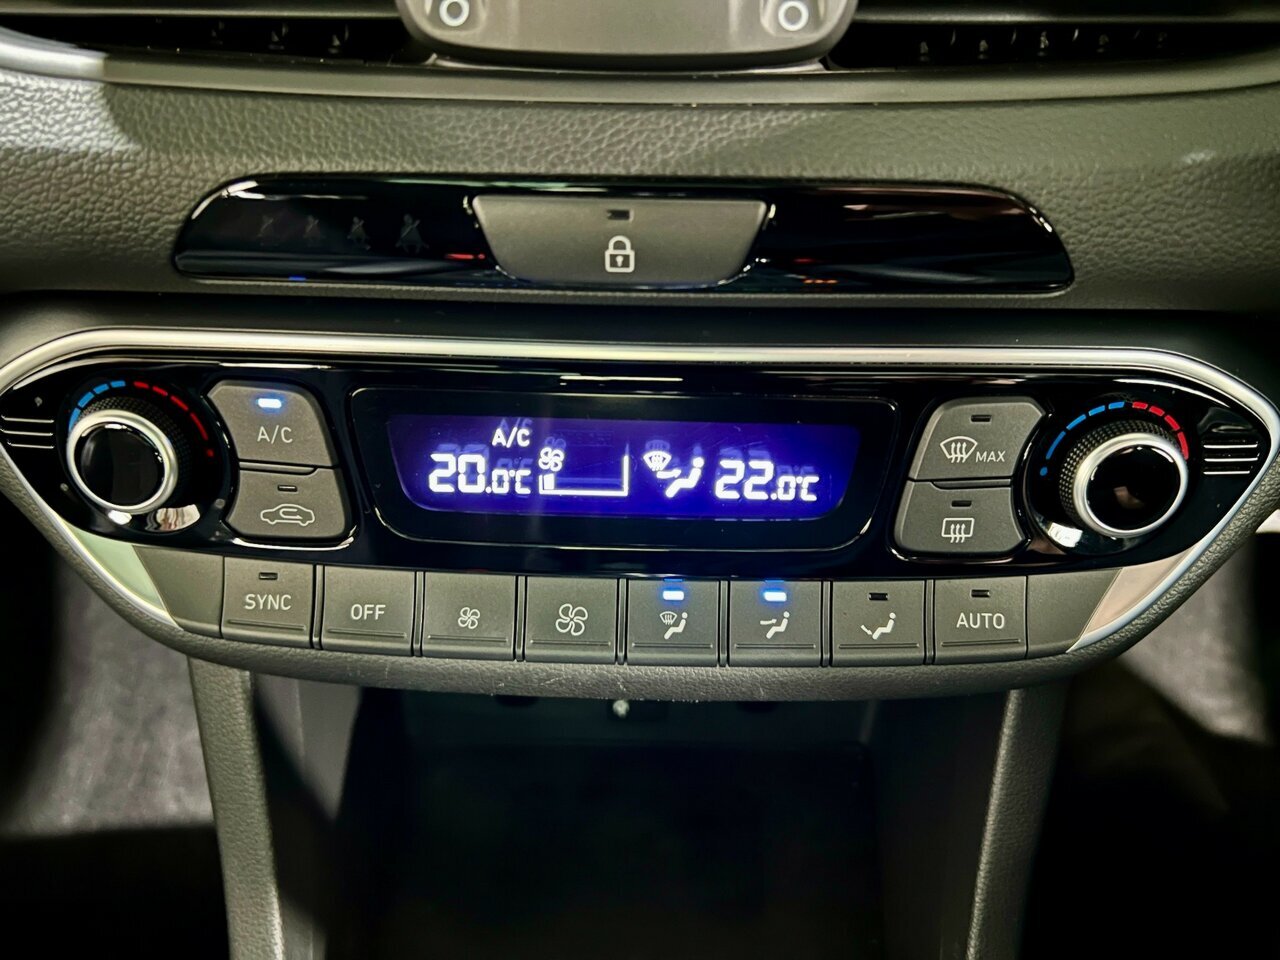 A/C
A/C
20.0°C
22.0°C
MAX
SYNC
OFF
AUTO